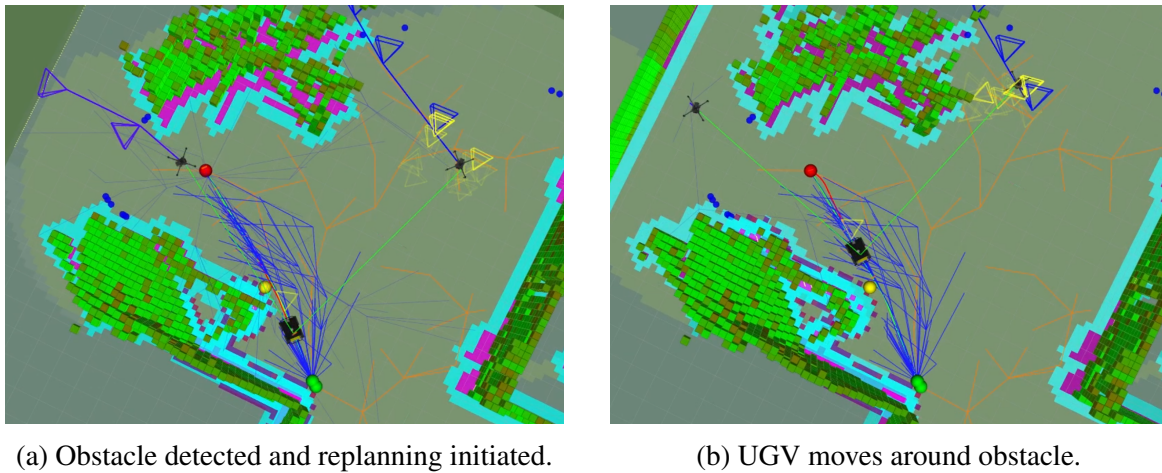 (a) Obstacle detected and replanning initiated.
(b) UGV moves around obstacle.